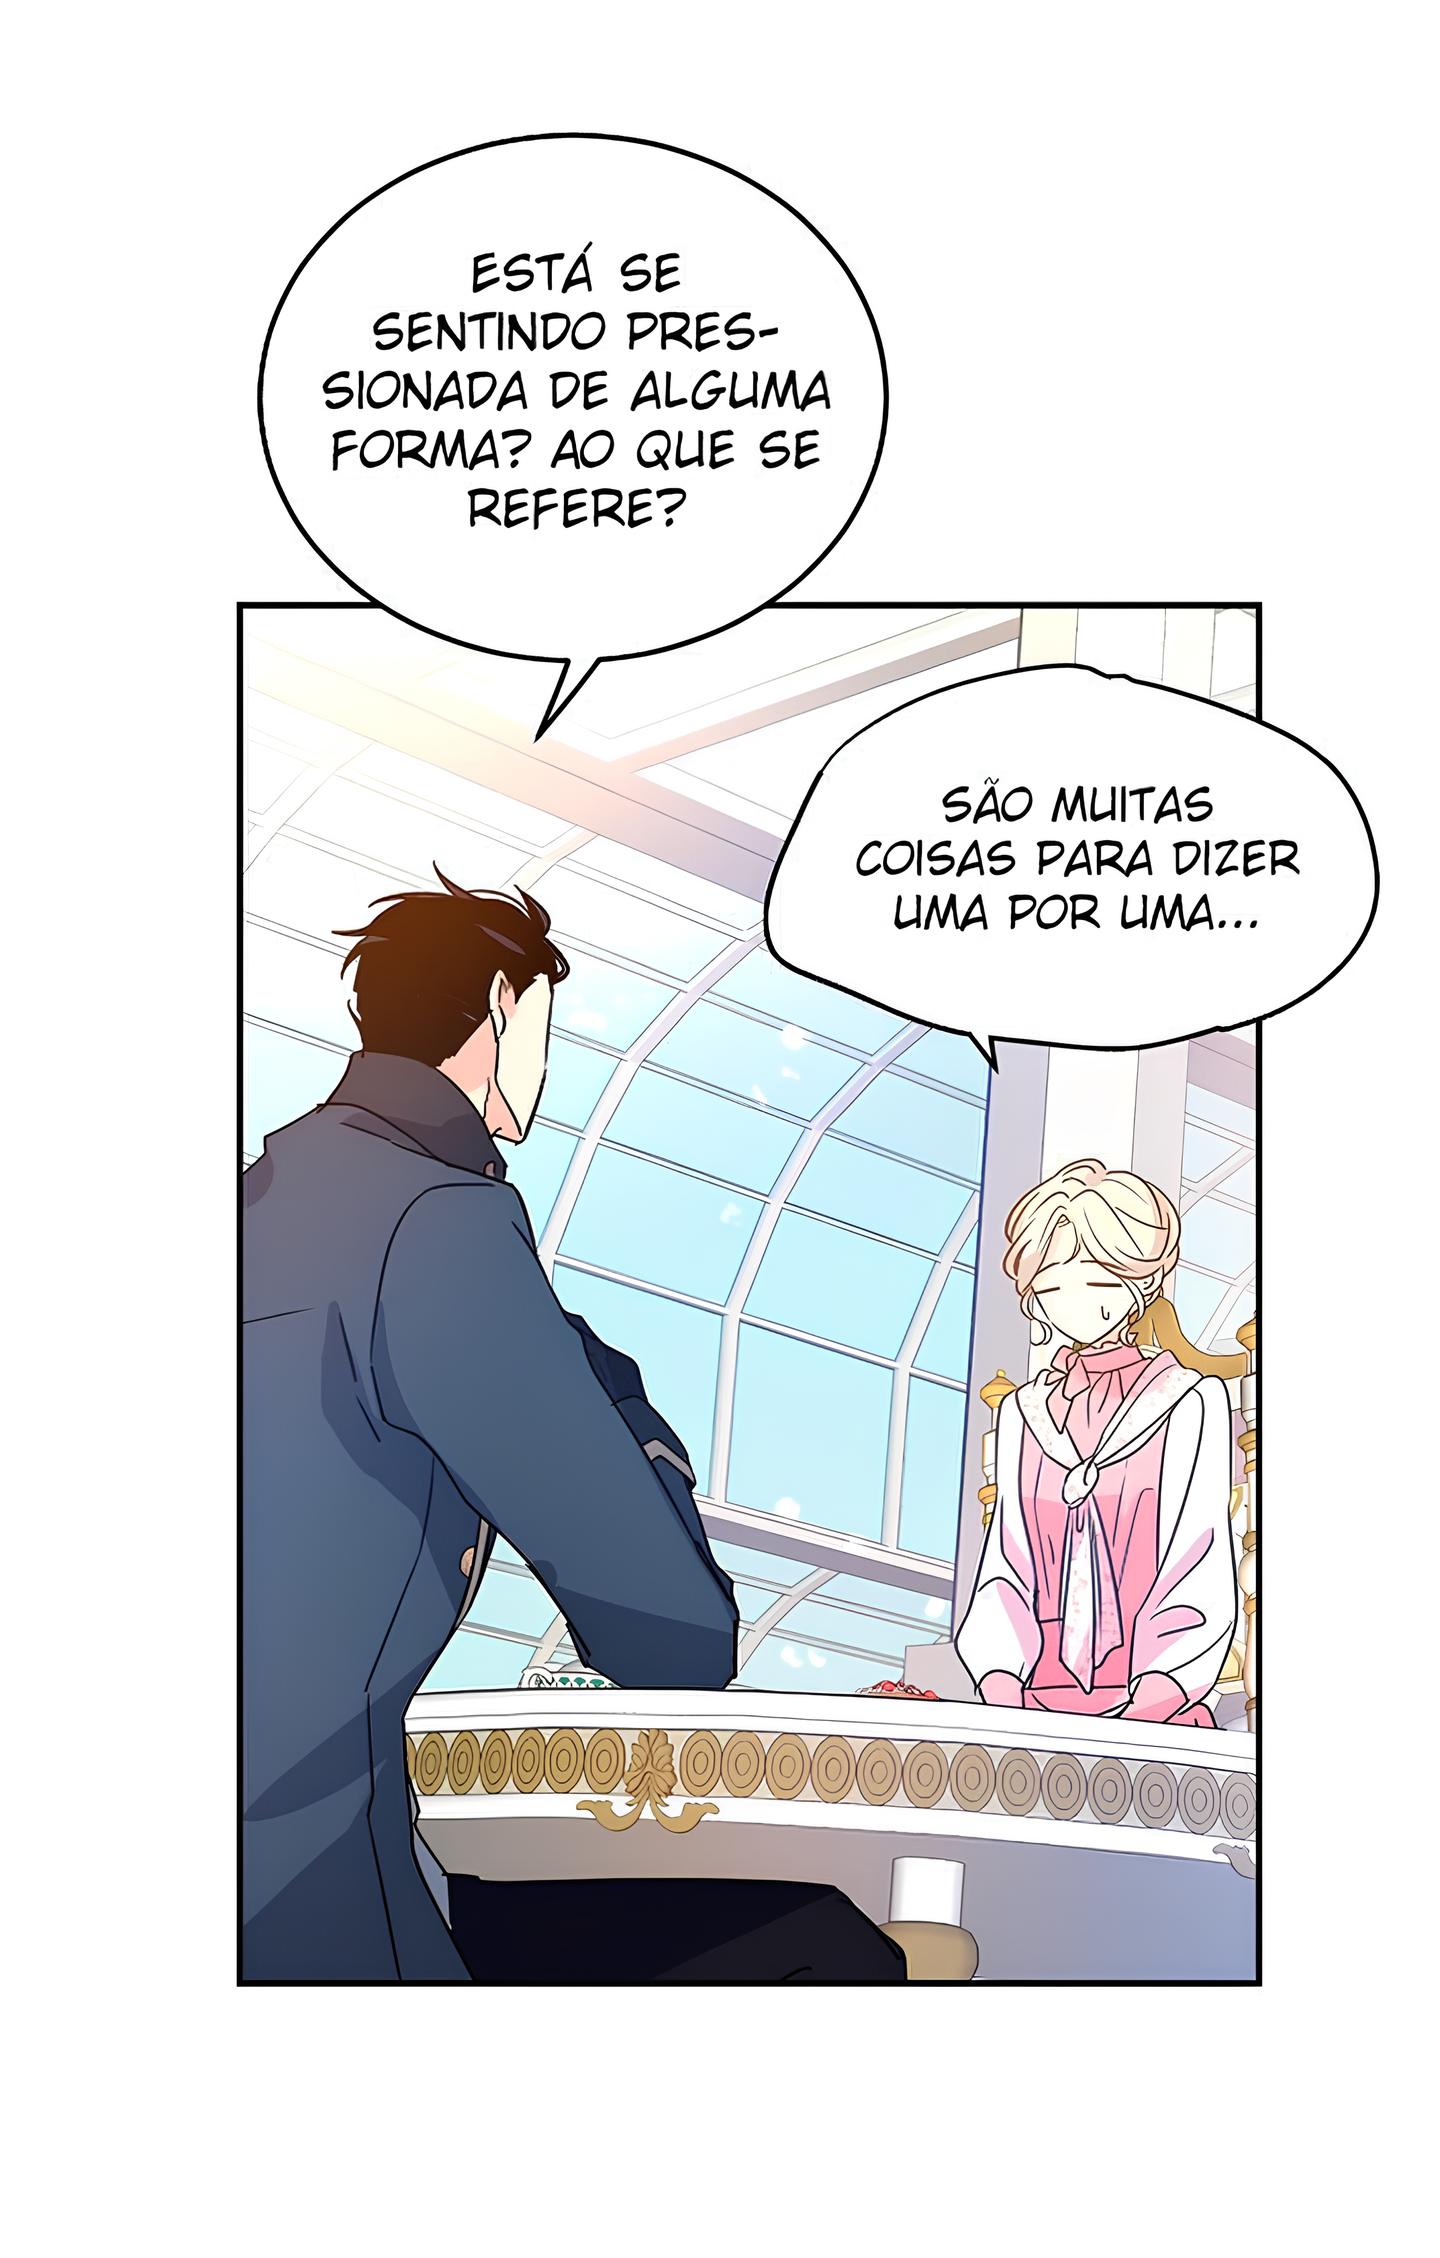 ESTÁ SE
SENTINDO PRES-
SIONADA DE ALGUMA
FORMA? AO QUE SE
REFERE?
SÃO MUITAS
COISAS PARA DIZER
UMA POR UMA...